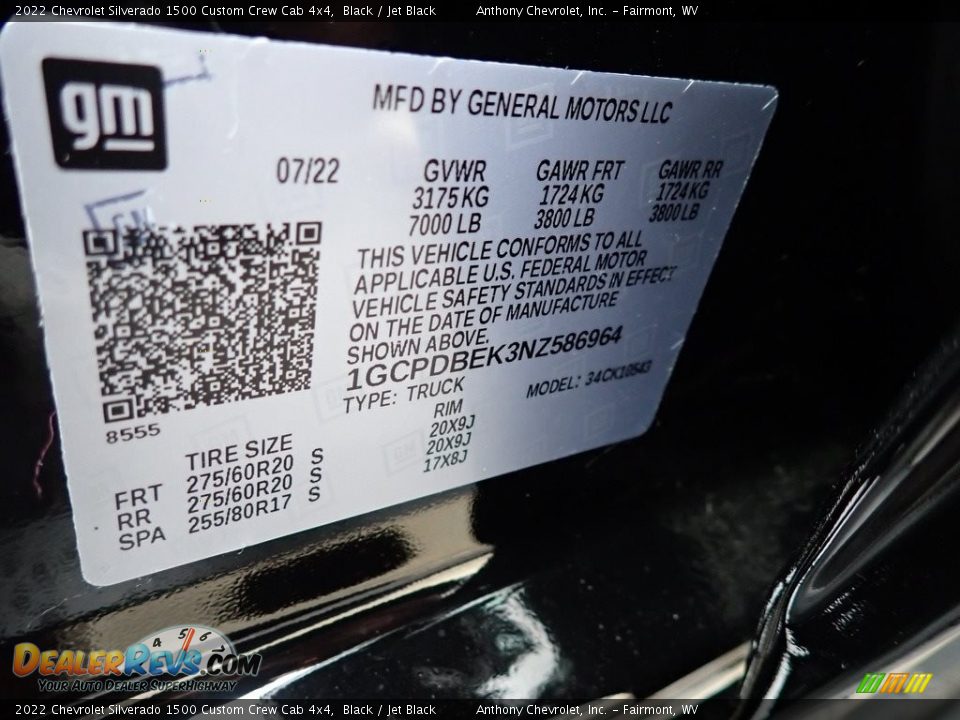 2022 Chevrolet Silverado 1500 Custom Crew Cab 4x4, Black / Jet Black Anthony Chevrolet, Inc. - Fairmont, WV
gm
MFD BY GENERAL MOTORS LLC
07/22 GVWR GAWR FRT GAWR RR
3175 KG 1724 KG 1724 KG
7000 LB 3800 LB 3800 LB
THIS VEHICLE CONFORMS TO ALL
APPLICABLE U.S. FEDERAL MOTOR
VEHICLE SAFETY STANDARDS IN EFFECT
ON THE DATE OF MANUFACTURE
SHOWN ABOVE.
1GCPDBEK3NZ586964
TYPE: TRUCK MODEL: 34CK10543
8555
TIRE SIZE RIM
FRT 275/60R20 S 20X9J
RR 275/60R20 S 20X9J
SPA 255/80R17 S 17X8J
4 5 6
DealerRevs.com
Your Auto Dealer SuperHighway
2022 Chevrolet Silverado 1500 Custom Crew Cab 4x4, Black / Jet Black Anthony Chevrolet, Inc. - Fairmont, WV